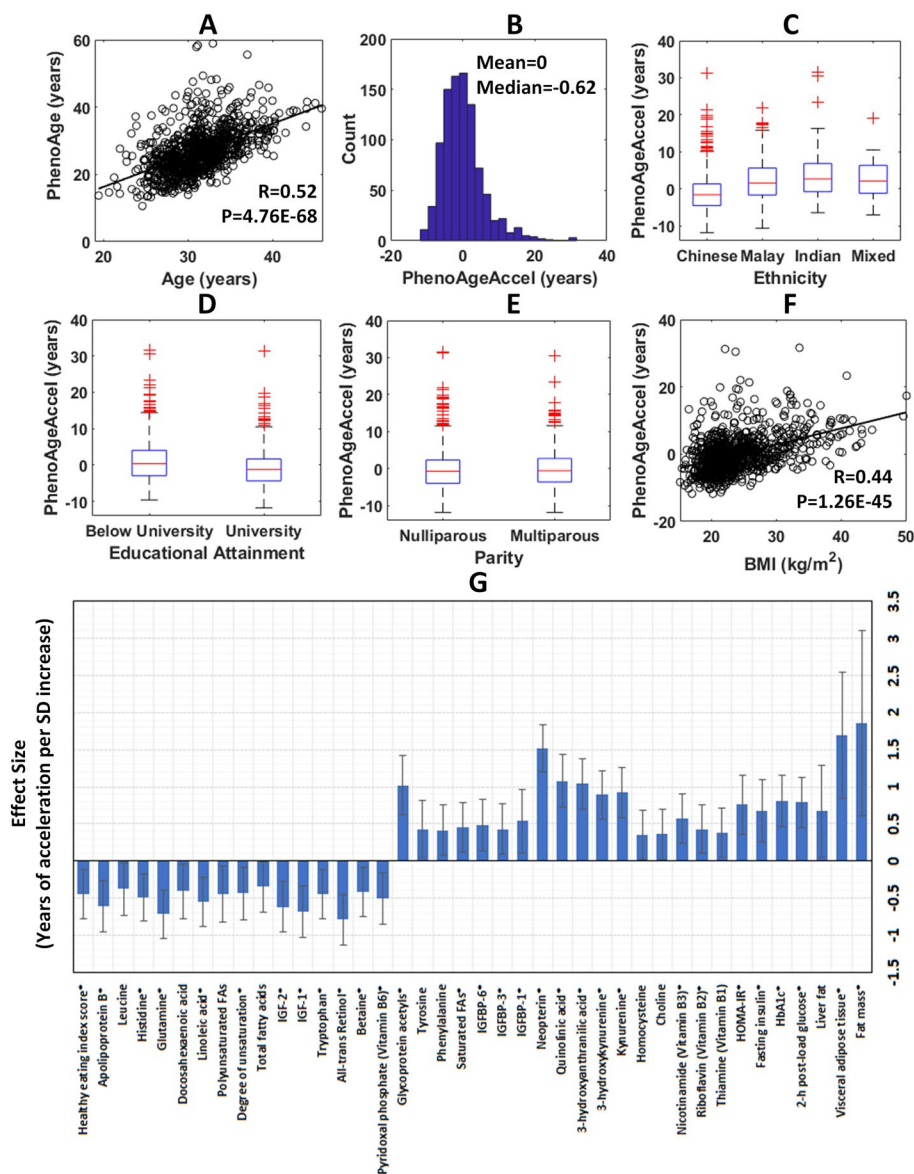 A
PhenoAge (years)
60
40
20
0
20
30
40
R=0.52
P=4.76E-68
Age (years)
B
Count
200
150
100
50
0
-20
0
20
40
Mean=0
Median=-0.62
PhenoAgeAccel (years)
C
PhenoAgeAccel (years)
40
30
20
10
0
-10
Chinese Malay Indian Mixed
Ethnicity
D
PhenoAgeAccel (years)
40
30
20
10
0
-10
Below University University
Educational Attainment
E
PhenoAgeAccel (years)
40
30
20
10
0
-10
Nulliparous Multiparous
Parity
F
PhenoAgeAccel (years)
40
20
0
-20
20
30
40
50
R=0.44
P=1.26E-45
BMI (kg/m²)
G
Effect Size
(Years of acceleration per SD increase)
3.5
3
2.5
2
1.5
1
0.5
0
-0.5
-1
-1.5
Healthy eating index score*
Apolipoprotein B*
Leucine
Histidine*
Glutamine*
Docosahexaenoic acid
Linoleic acid*
Polyunsaturated FAs
Degree of unsaturation*
Total fatty acids
IGF-2*
IGF-1*
Tryptophan*
All-trans Retinol*
Betaine*
Pyridoxal phosphate (Vitamin B6)*
Glycoprotein acetyls*
Tyrosine
Phenylalanine
Saturated FAs*
IGFBP-6*
IGFBP-3*
IGFBP-1*
Neopterin*
Quinolinic acid*
3-hydroxyanthranilic acid*
3-hydroxykynurenine*
Kynurenine*
Homocysteine
Choline
Nicotinamide (Vitamin B3)*
Riboflavin (Vitamin B2)*
Thiamine (Vitamin B1)
HOMA-IR*
Fasting insulin*
HbA1c*
2-h post-load glucose*
Liver fat
Visceral adipose tissue*
Fat mass*